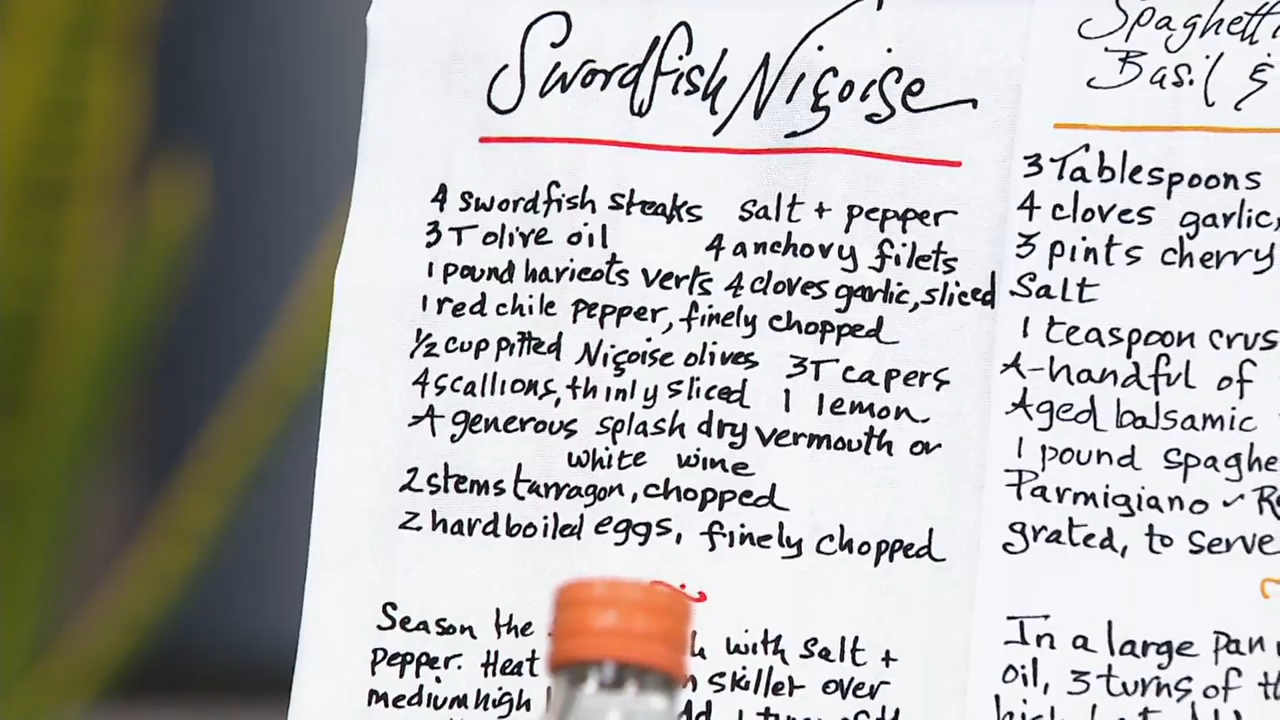 Swordfish Niçoise
4 swordfish steaks salt + pepper
3T olive oil 4 anchovy filets
1 pound haricots verts 4 cloves garlic, sliced
1 red chile pepper, finely chopped
1/2 cup pitted Niçoise olives 3T capers
4 scallions, thinly sliced 1 lemon
A generous splash dry vermouth or
white wine
2 stems tarragon, chopped
2 hardboiled eggs, finely chopped
Season the with salt +
pepper. Heat skillet over
medium high
Basil &
3 Tablespoons
4 cloves garlic,
3 pints cherry
Salt
1 teaspoon
A handful of
Aged balsamic
1 pound
Parmigiano -
grated, to serve
In a large pan
oil, 3 turns of